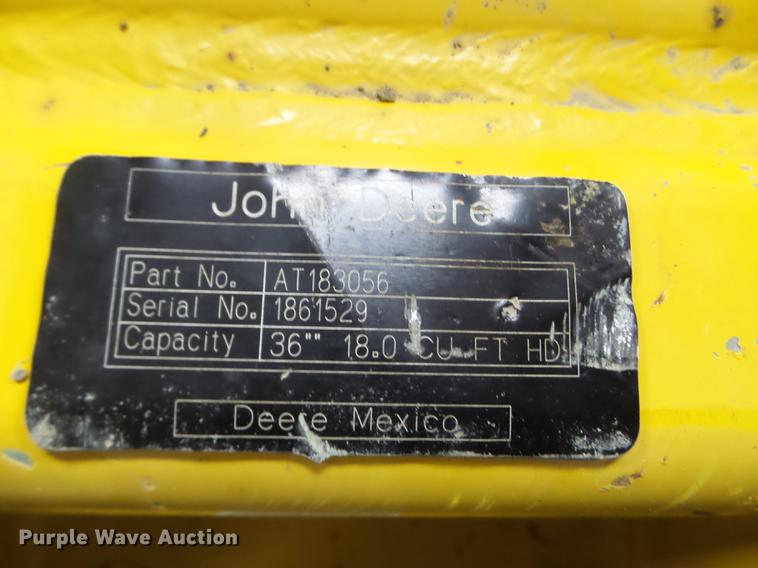 John Deere
Part No. AT183056
Serial No. 1861529
Capacity 36"" 18.0 CU FT HD
Deere Mexico
Purple Wave Auction